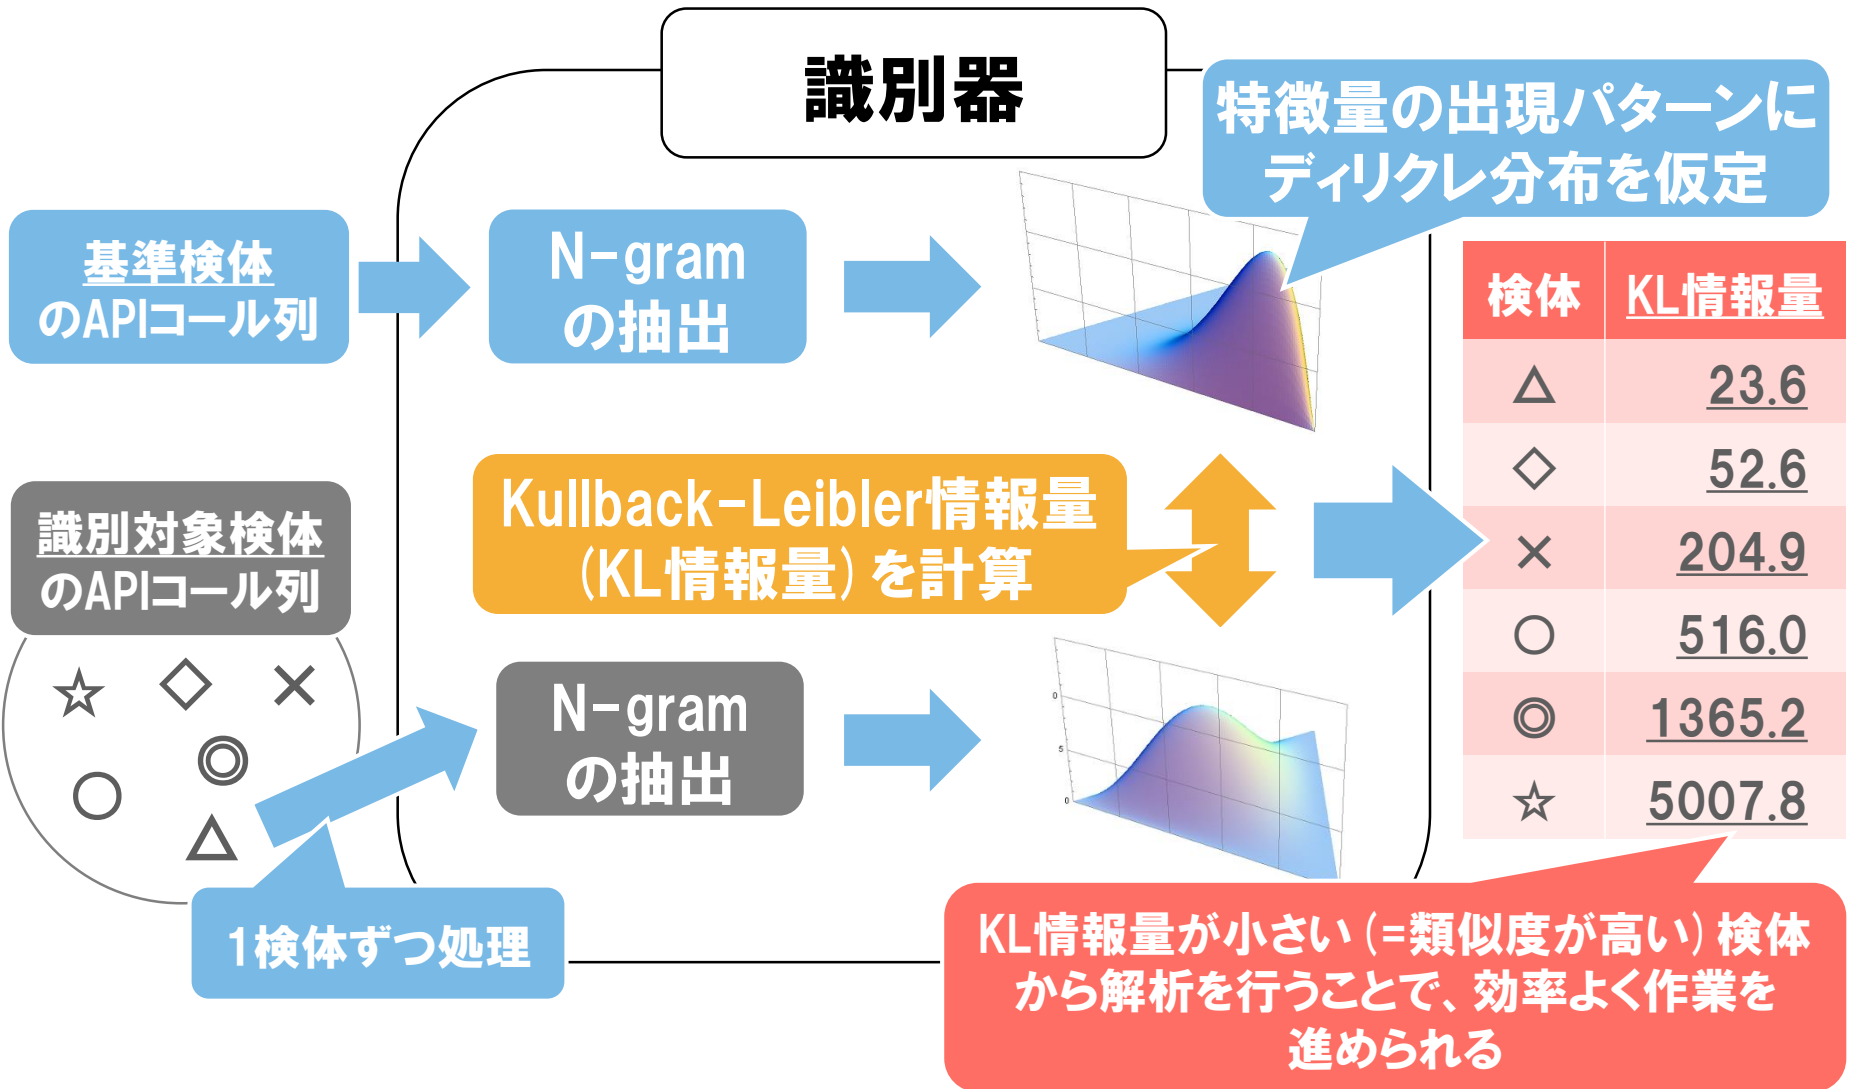 識別器
特徴量の出現パターンに
ディリクレ分布を仮定
基準検体
のAPIコール列
N-gram
の抽出
検体 KL情報量
△ 23.6
◇ 52.6
× 204.9
○ 516.0
◎ 1365.2
☆ 5007.8
Kullback-Leibler情報量
(KL情報量)を計算
識別対象検体
のAPIコール列
N-gram
の抽出
0
5
0
1検体ずつ処理
KL情報量が小さい(=類似度が高い)検体
から解析を行うことで、効率よく作業を
進められる